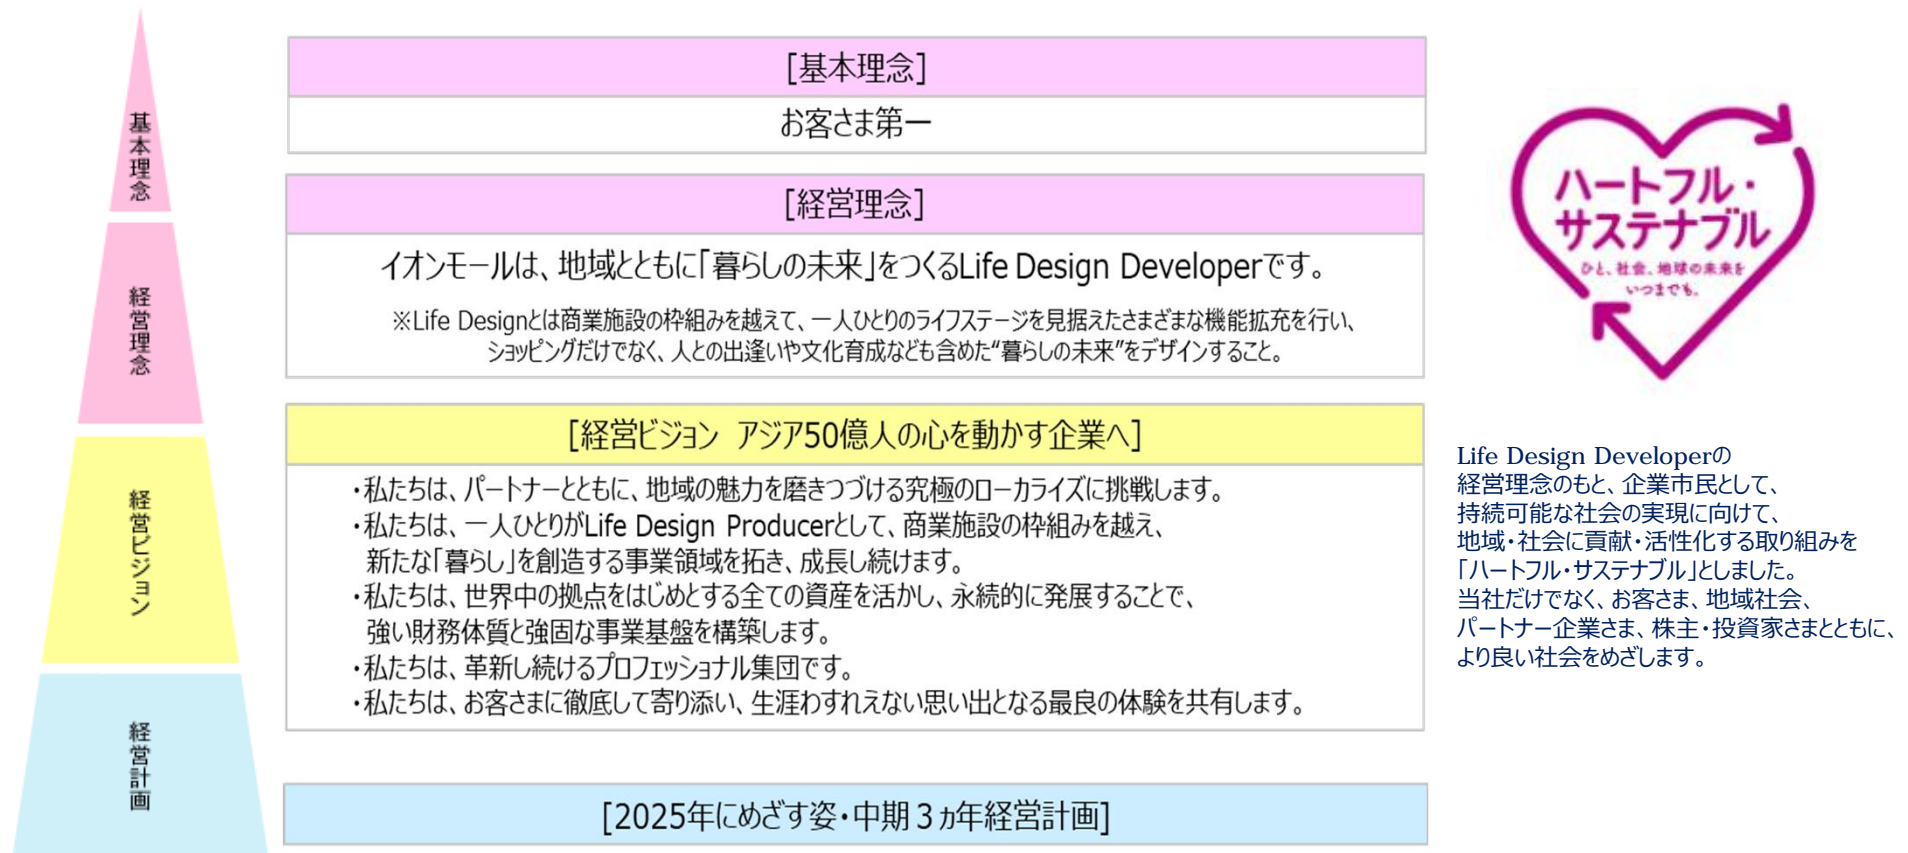 基本理念
経営理念
経営ビジョン
経営計画
[基本理念]
お客さま第一
[経営理念]
イオンモールは、地域とともに「暮らしの未来」をつくるLife Design Developerです。
※Life Designとは商業施設の枠組みを越えて、一人ひとりのライフステージを見据えたさまざまな機能拡充を行い、
ショッピングだけでなく、人との出逢いや文化育成なども含めた“暮らしの未来”をデザインすること。
[経営ビジョン　アジア50億人の心を動かす企業へ]
・私たちは、パートナーとともに、地域の魅力を磨きつづける究極のローカライズに挑戦します。
・私たちは、一人ひとりがLife Design Producerとして、商業施設の枠組みを越え、
新たな「暮らし」を創造する事業領域を拓き、成長し続けます。
・私たちは、世界中の拠点をはじめとする全ての資産を活かし、永続的に発展することで、
強い財務体質と強固な事業基盤を構築します。
・私たちは、革新し続けるプロフェッショナル集団です。
・私たちは、お客さまに徹底して寄り添い、生涯わすれえない思い出となる最良の体験を共有します。
[2025年にめざす姿・中期３ヵ年経営計画]
ハートフル・
サステナブル
ひと、社会、地球の未来を
いつまでも。
Life Design Developerの
経営理念のもと、企業市民として、
持続可能な社会の実現に向けて、
地域・社会に貢献・活性化する取り組みを
「ハートフル・サステナブル」としました。
当社だけでなく、お客さま、地域社会、
パートナー企業さま、株主・投資家さまとともに、
より良い社会をめざします。